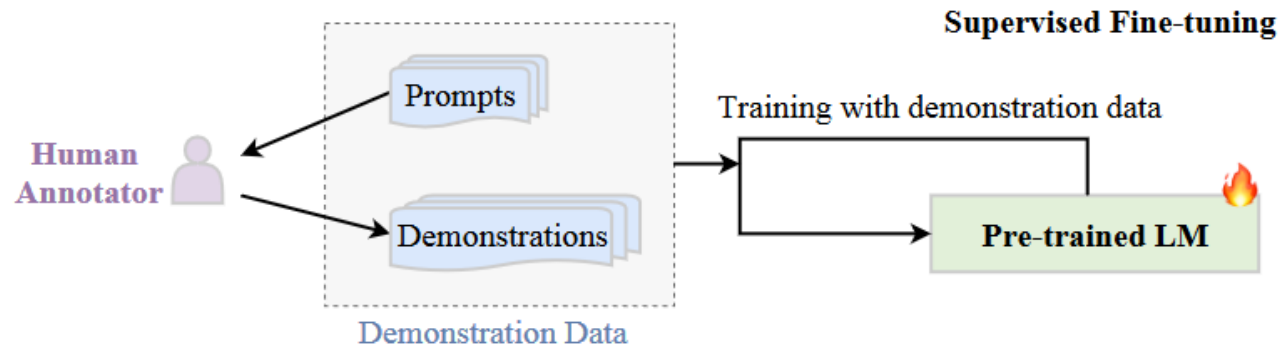 Supervised Fine-tuning
Prompts
Training with demonstration data
Human
Annotator
Demonstrations
Pre-trained LM
Demonstration Data